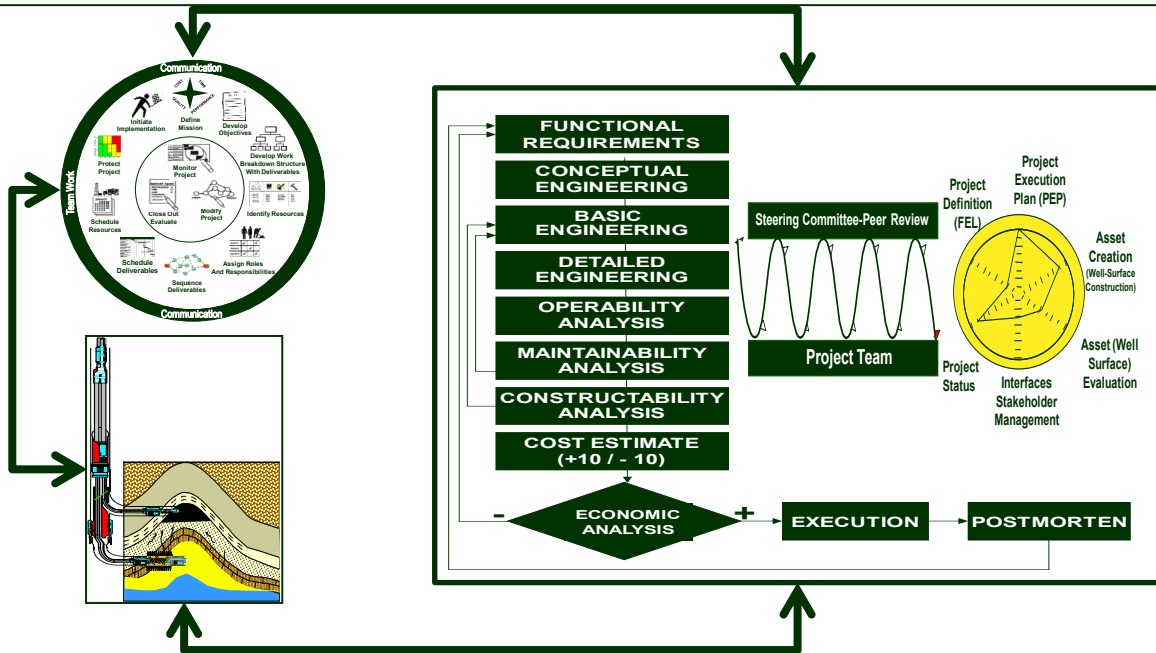 Communication
COST
TIME
QUALITY
PERFORMANCE
Initiate
Implementation
Define
Mission
Develop
Objectives
Protect
Project
Monitor
Project
Develop Work
Breakdown Structure
With Deliverables
Team Work
Schedule
Resources
Close Out
Evaluate
Modify
Project
Identify Resources
Schedule
Deliverables
Sequence
Deliverables
Assign Roles
And Responsibilities
Communication
FUNCTIONAL
REQUIREMENTS
CONCEPTUAL
ENGINEERING
BASIC
ENGINEERING
DETAILED
ENGINEERING
OPERABILITY
ANALYSIS
MAINTAINABILITY
ANALYSIS
CONSTRUCTABILITY
ANALYSIS
COST ESTIMATE
(+10 / - 10)
-
ECONOMIC
ANALYSIS
+
EXECUTION
POSTMORTEN
Steering Committee-Peer Review
Project Team
Project
Definition
(FEL)
Project
Execution
Plan (PEP)
Asset
Creation
(Well-Surface
Construction)
Asset (Well
Surface)
Evaluation
Interfaces
Stakeholder
Management
Project
Status